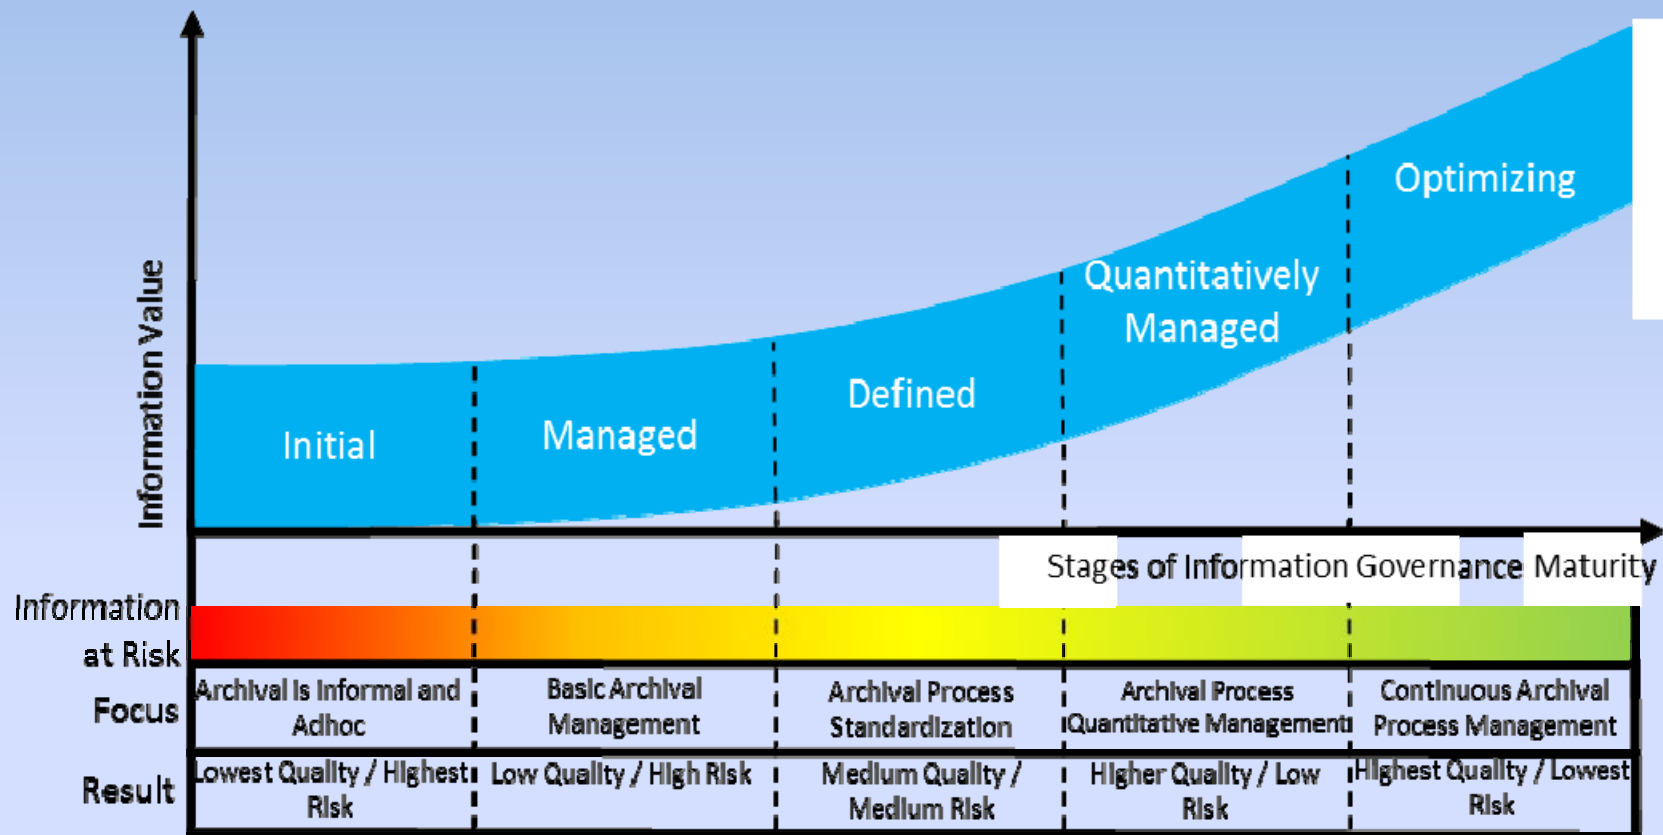 Information Value
Initial
Managed
Defined
Quantitatively
Managed
Optimizing
Stages of Information Governance Maturity
Information
at Risk
Focus
Archival is Informal and
Adhoc
Basic Archival
Management
Archival Process
Standardization
Archival Process
Quantitative Management
Continuous Archival
Process Management
Result
Lowest Quality / Highest
Risk
Low Quality / High Risk
Medium Quality /
Medium Risk
Higher Quality / Low
Risk
Highest Quality / Lowest
Risk